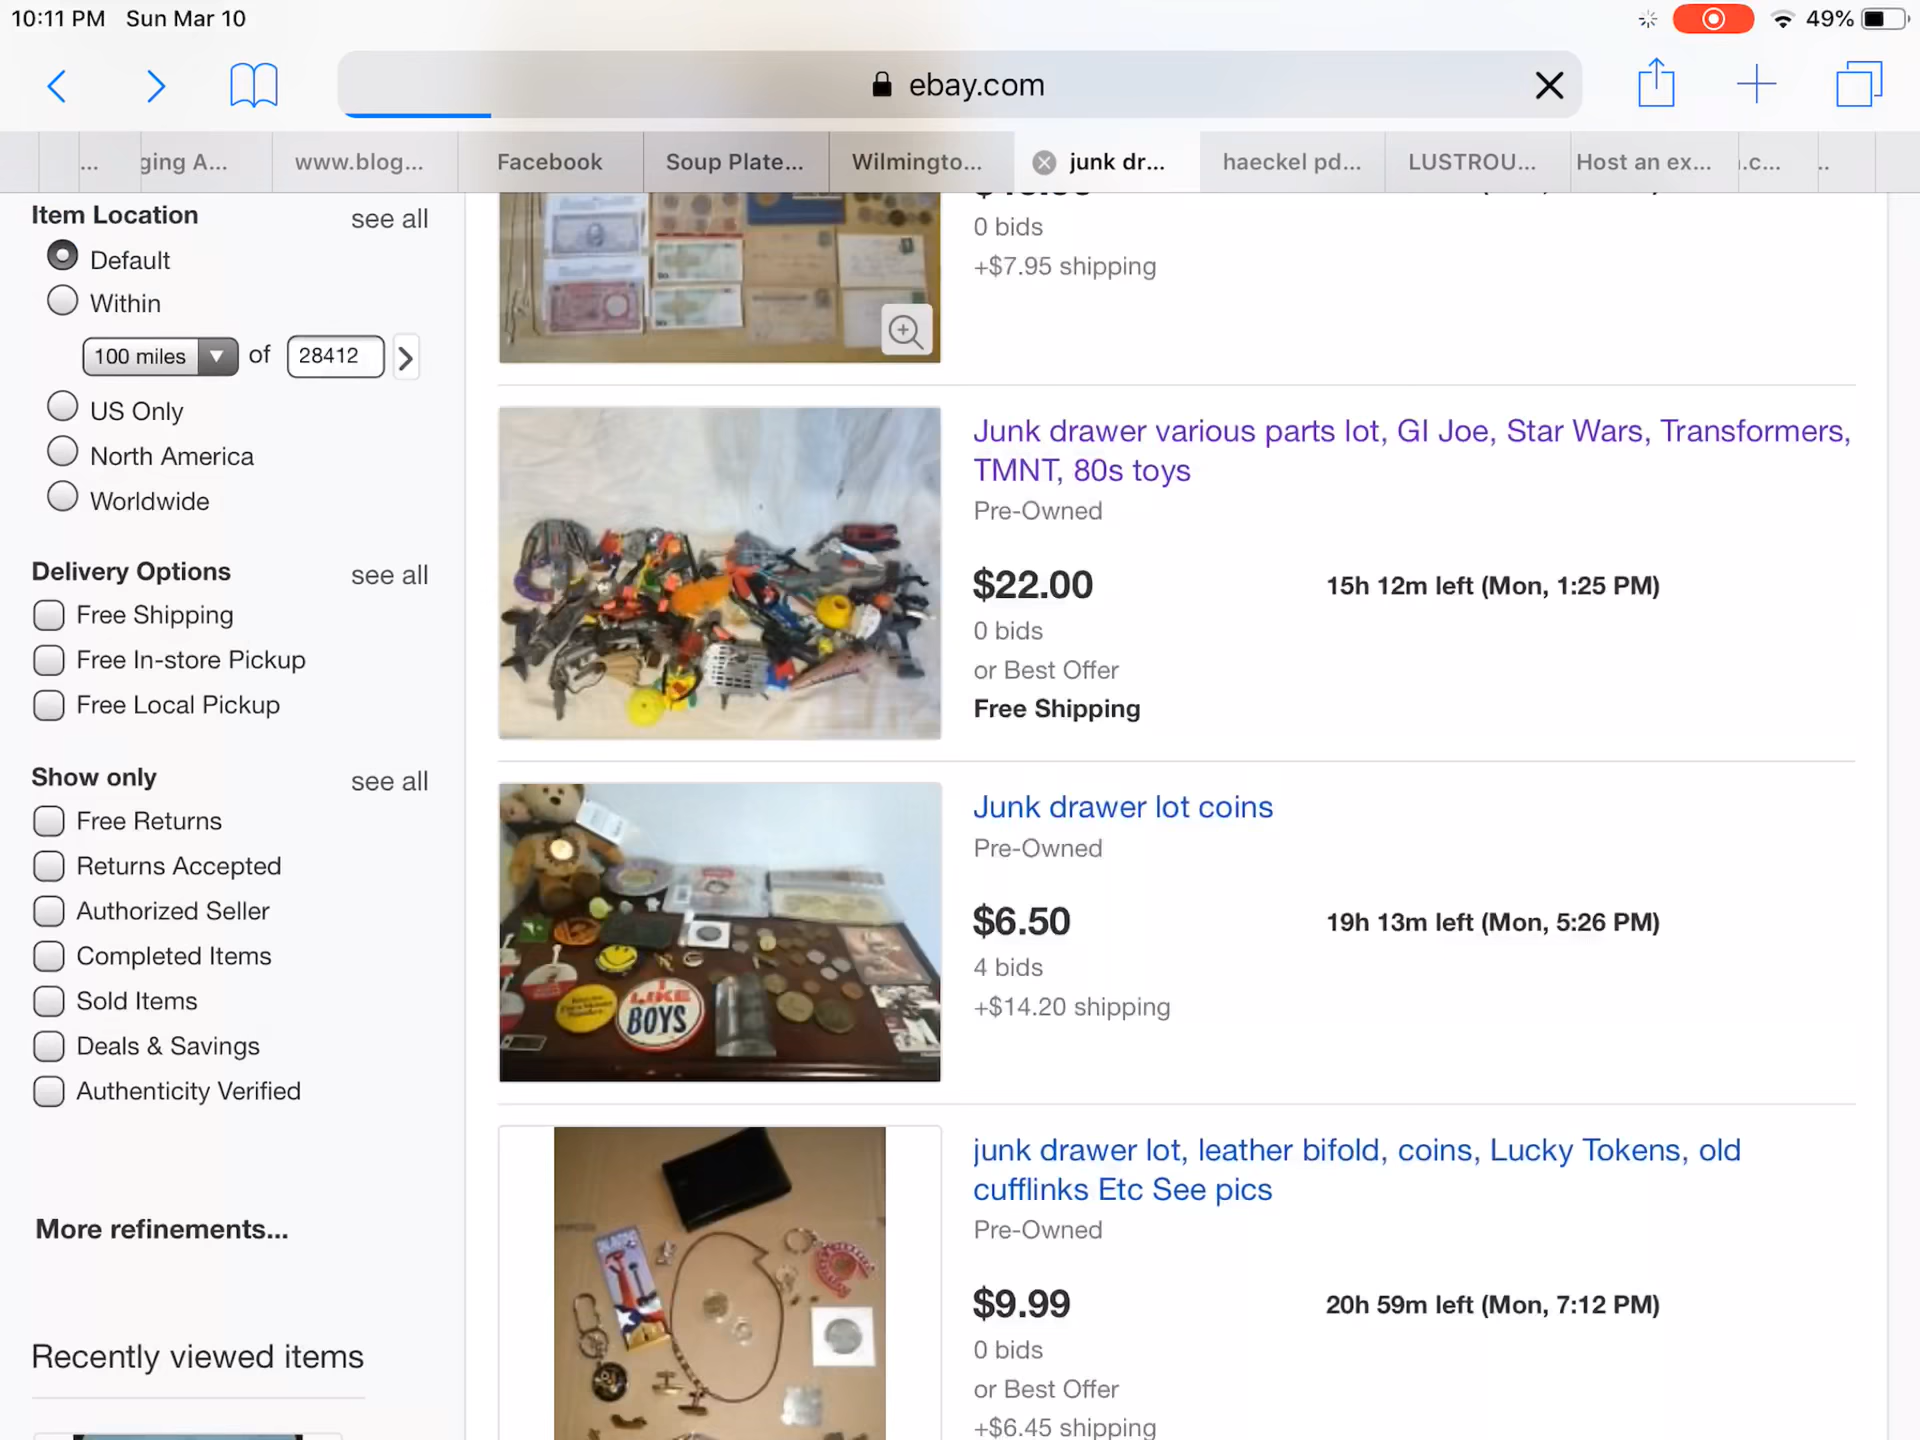 10:11 PM Sun Mar 10
49%
ebay.com
... ging A... www.blog... Facebook Soup Plate... Wilmingto... junk dr... haeckel pd... LUSTROU... Host an ex... .c... ..
Item Location see all
Default
Within
100 miles of 28412
US Only
North America
Worldwide
Delivery Options see all
Free Shipping
Free In-store Pickup
Free Local Pickup
Show only see all
Free Returns
Returns Accepted
Authorized Seller
Completed Items
Sold Items
Deals & Savings
Authenticity Verified
More refinements...
Recently viewed items
0 bids
+$7.95 shipping
Junk drawer various parts lot, GI Joe, Star Wars, Transformers,
TMNT, 80s toys
Pre-Owned
$22.00 15h 12m left (Mon, 1:25 PM)
0 bids
or Best Offer
Free Shipping
I LIKE
BOYS
Junk drawer lot coins
Pre-Owned
$6.50 19h 13m left (Mon, 5:26 PM)
4 bids
+$14.20 shipping
junk drawer lot, leather bifold, coins, Lucky Tokens, old
cufflinks Etc See pics
Pre-Owned
$9.99 20h 59m left (Mon, 7:12 PM)
0 bids
or Best Offer
+$6.45 shipping